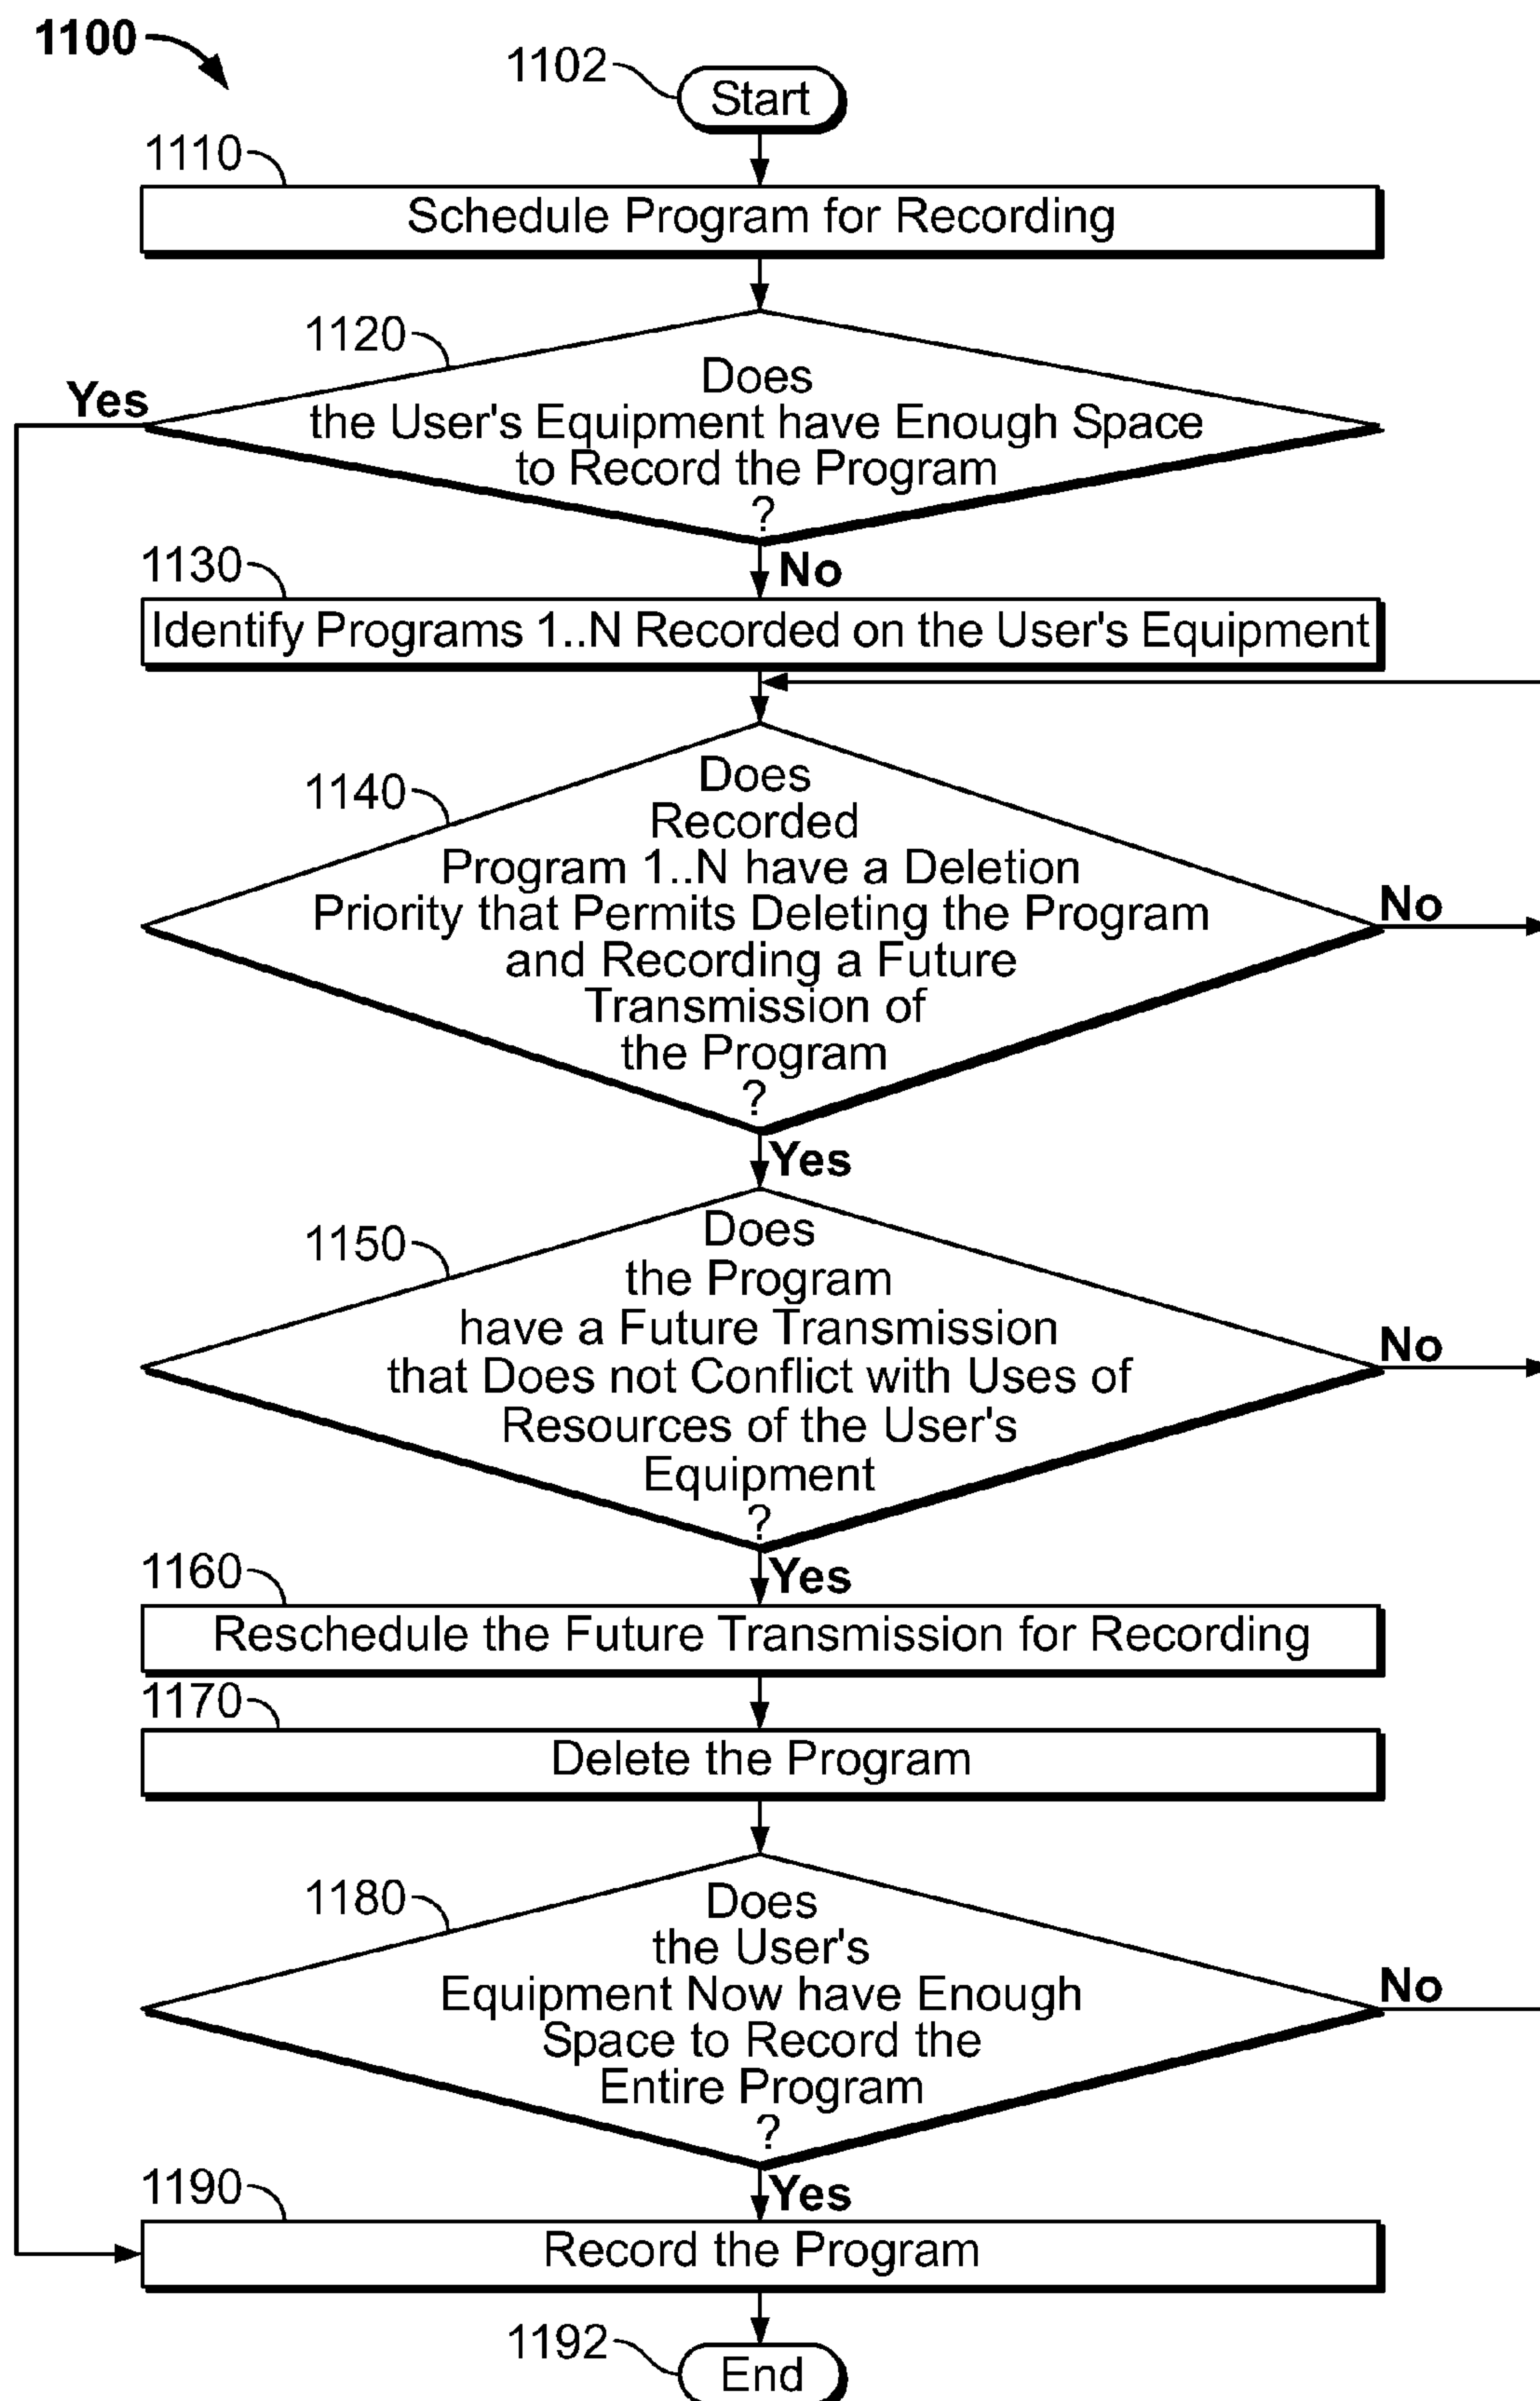 1100
1102
Start
1110
Schedule Program for Recording
1120
Yes
Does
the User's Equipment have Enough Space
to Record the Program
?
1130
No
Identify Programs 1..N Recorded on the User's Equipment
1140
Does
Recorded
Program 1..N have a Deletion
Priority that Permits Deleting the Program
and Recording a Future
Transmission of
the Program
?
No
Yes
1150
Does
the Program
have a Future Transmission
that Does not Conflict with Uses of
Resources of the User's
Equipment
?
No
1160
Yes
Reschedule the Future Transmission for Recording
1170
Delete the Program
1180
Does
the User's
Equipment Now have Enough
Space to Record the
Entire Program
?
No
1190
Yes
Record the Program
1192
End